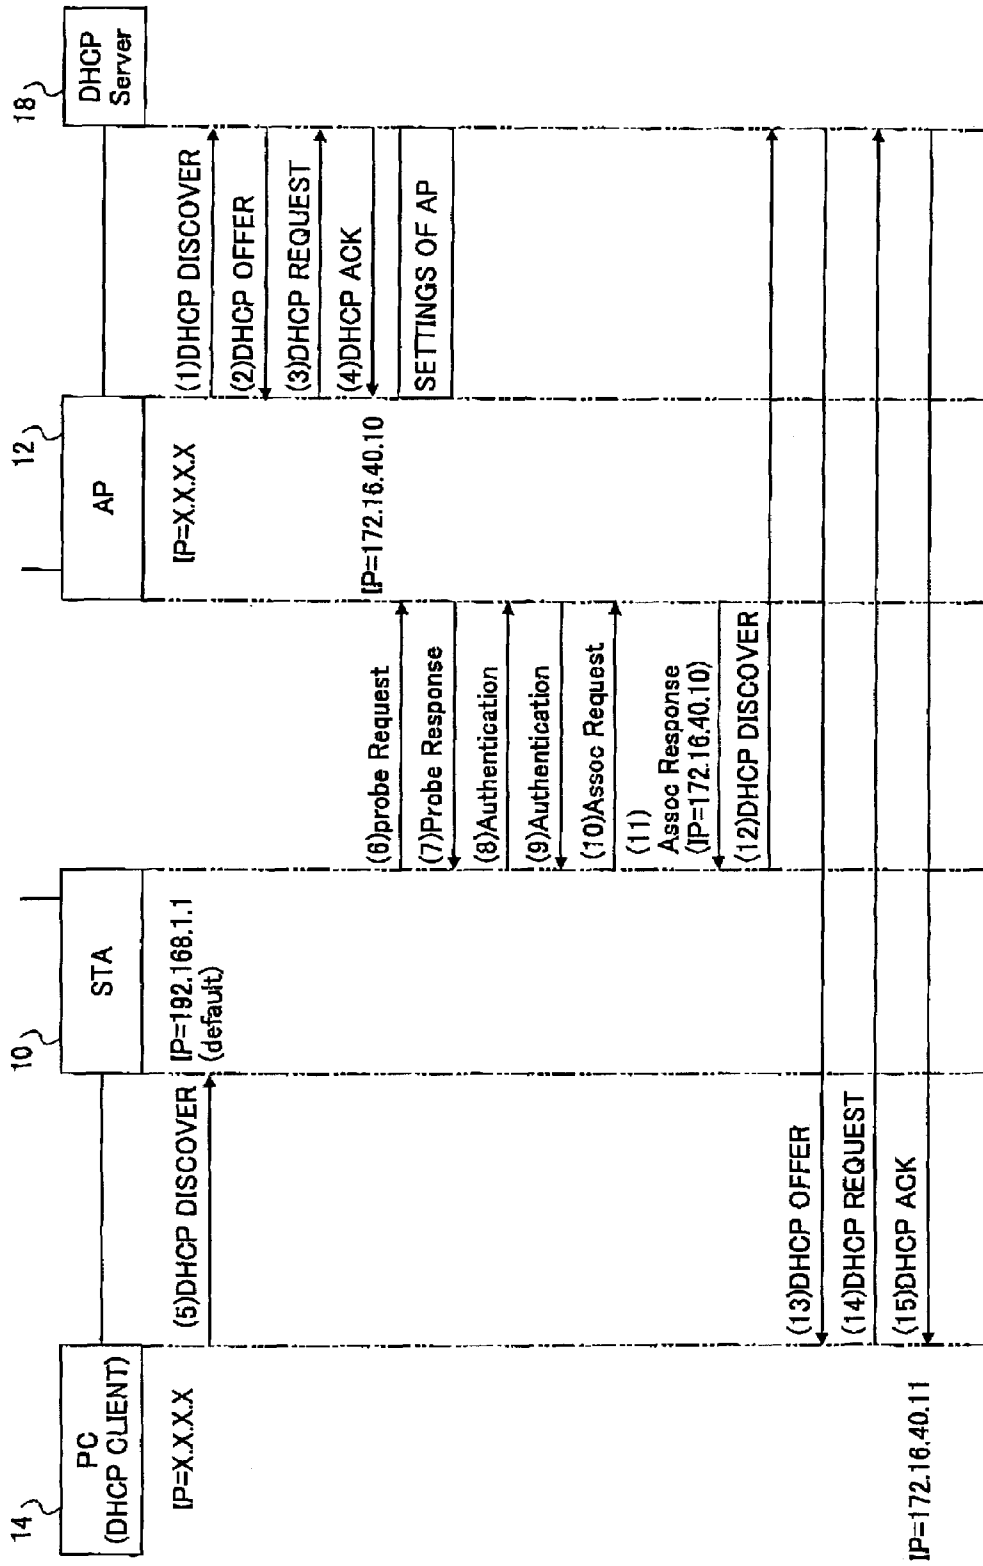 14
PC
(DHCP CLIENT)
10
STA
12
AP
18
DHCP
Server
IP=X.X.X.X
IP=192.168.1.1
(default)
IP=X.X.X.X
(1)DHCP DISCOVER
(2)DHCP OFFER
(3)DHCP REQUEST
(4)DHCP ACK
IP=172.16.40.10
SETTINGS OF AP
(5)DHCP DISCOVER
(6)probe Request
(7)Probe Response
(8)Authentication
(9)Authentication
(10)Assoc Request
(11)
Assoc Response
(IP=172.16.40.10)
(12)DHCP DISCOVER
(13)DHCP OFFER
(14)DHCP REQUEST
(15)DHCP ACK
IP=172.16.40.11